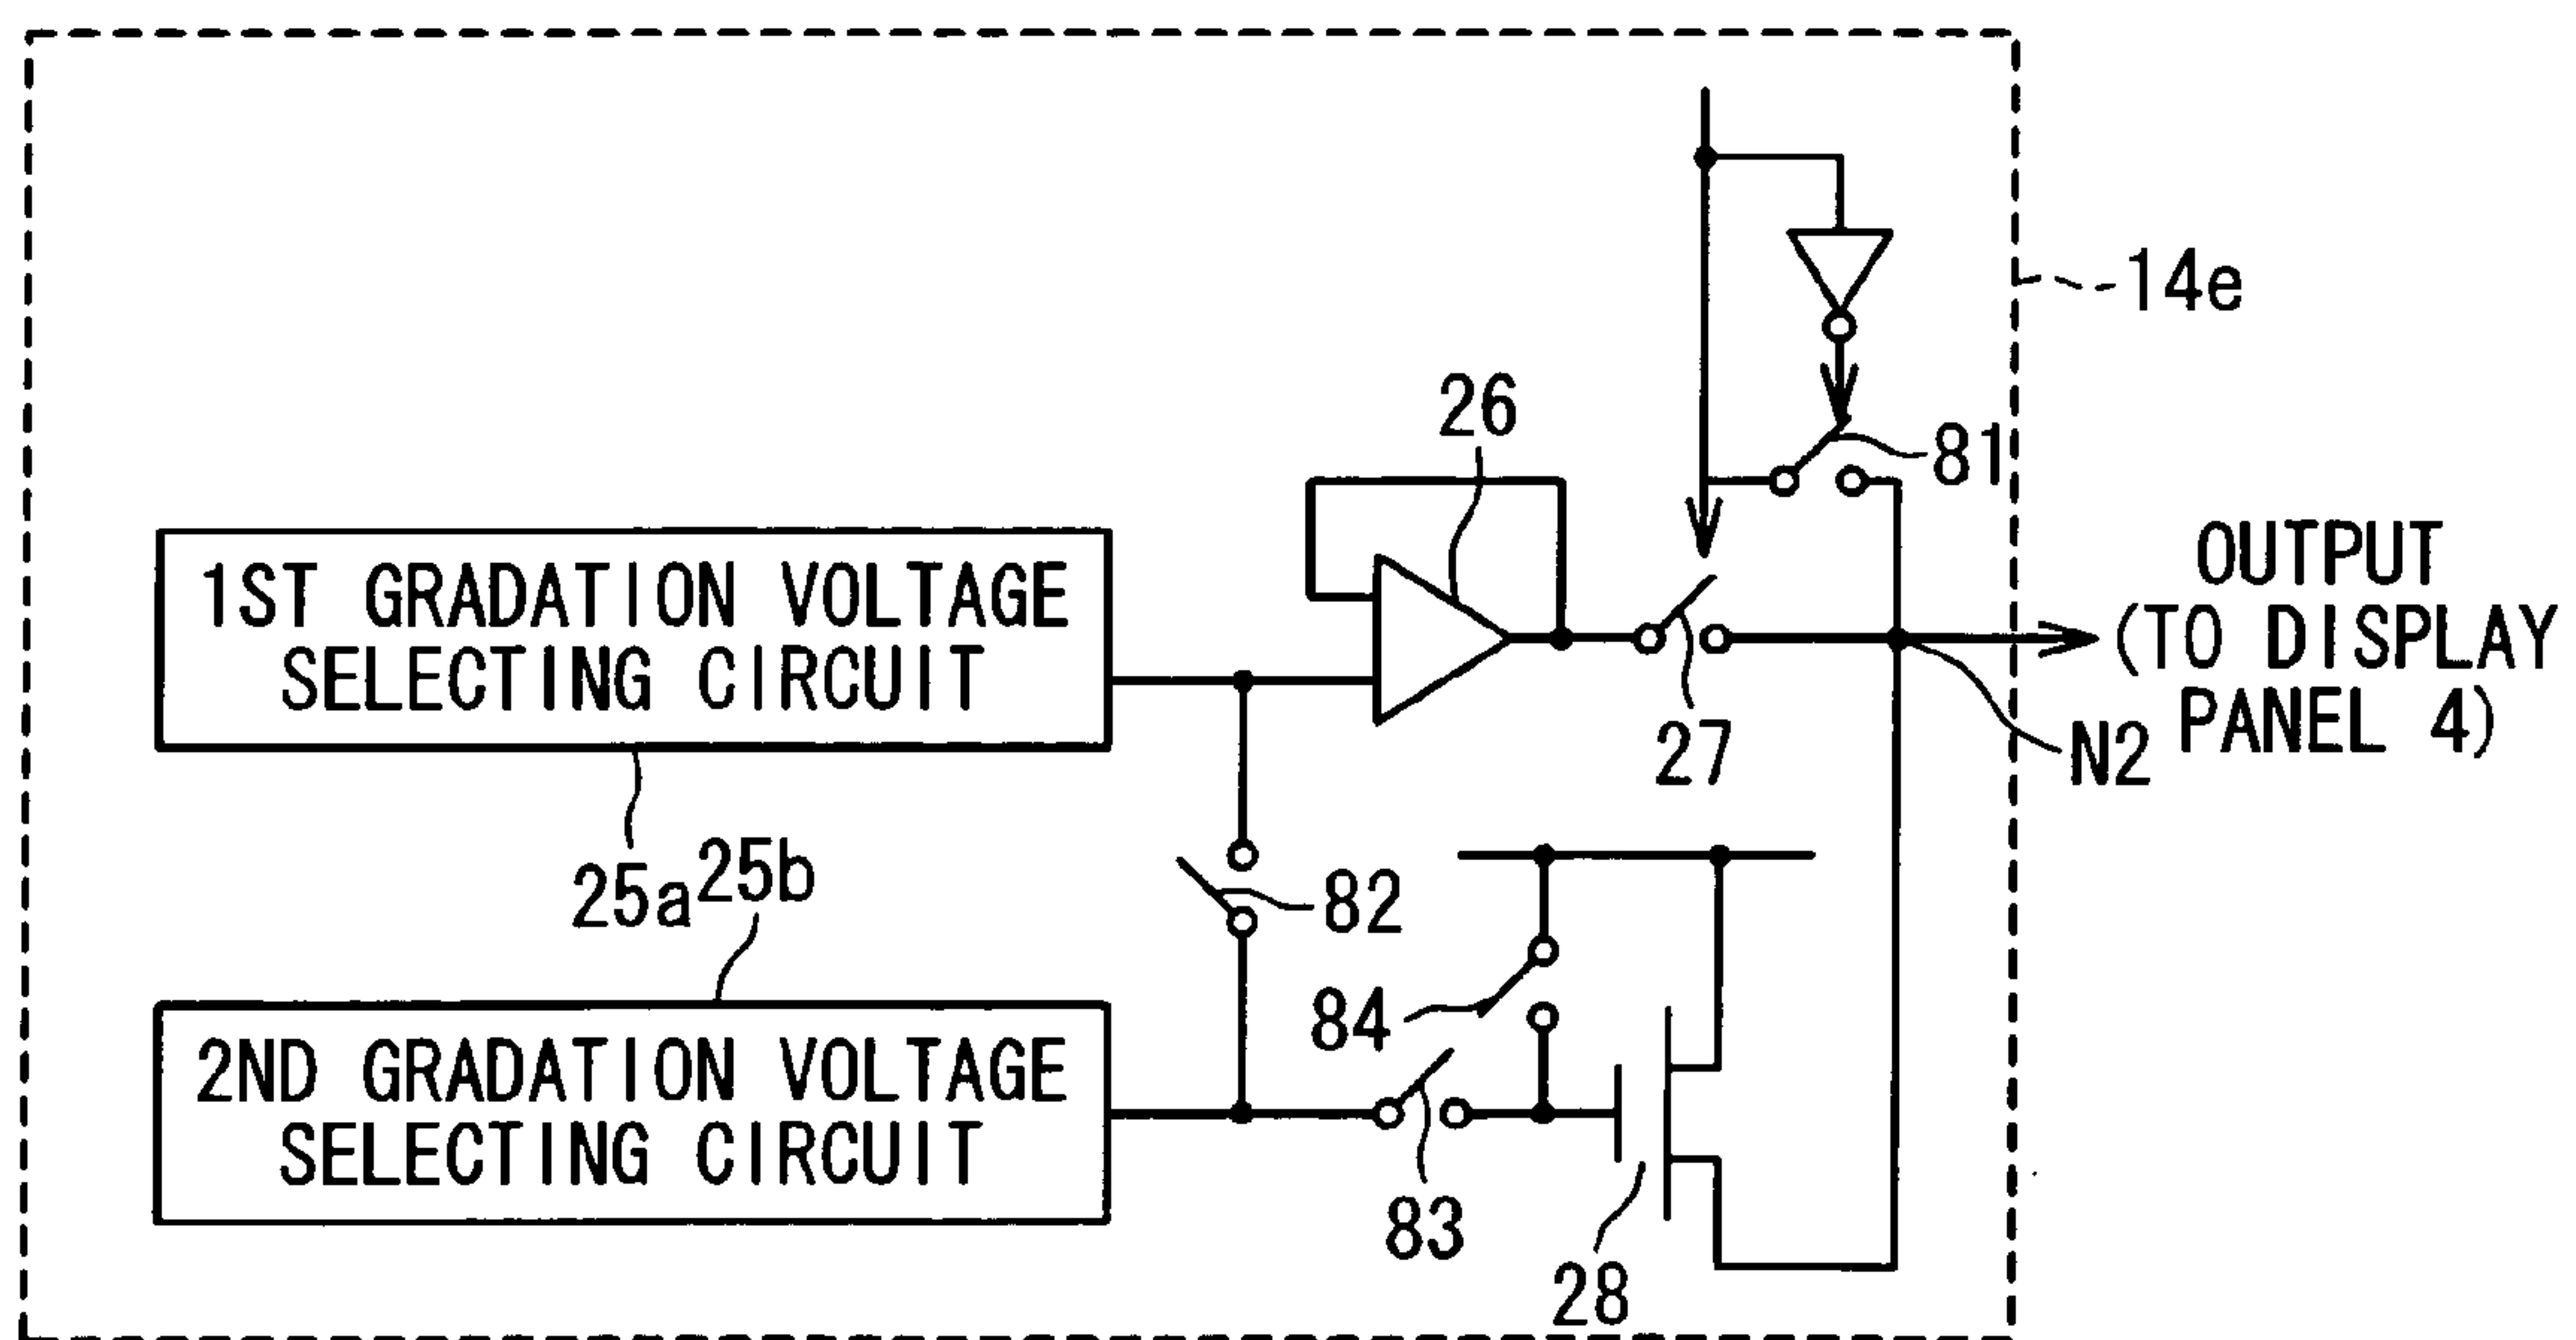 14e
26
81
1ST GRADATION VOLTAGE
SELECTING CIRCUIT
OUTPUT
(TO DISPLAY
PANEL 4)
27
N2
25a
25b
82
84
2ND GRADATION VOLTAGE
SELECTING CIRCUIT
83
28